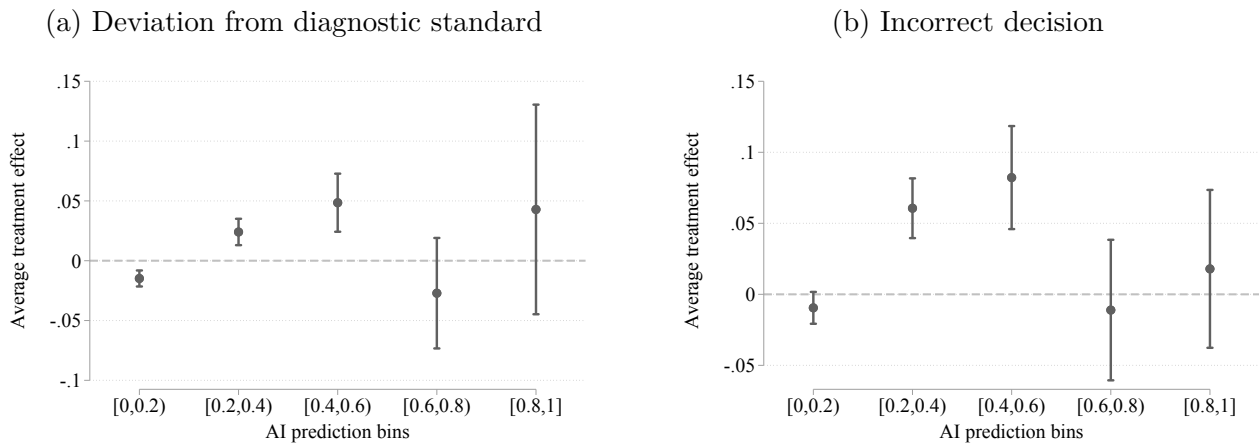 (a) Deviation from diagnostic standard
.15
.1
.05
0
-.05
-.1
Average treatment effect
[0,0.2) [0.2,0.4) [0.4,0.6) [0.6,0.8) [0.8,1]
AI prediction bins
(b) Incorrect decision
.15
.1
.05
0
-.05
Average treatment effect
[0,0.2) [0.2,0.4) [0.4,0.6) [0.6,0.8) [0.8,1]
AI prediction bins